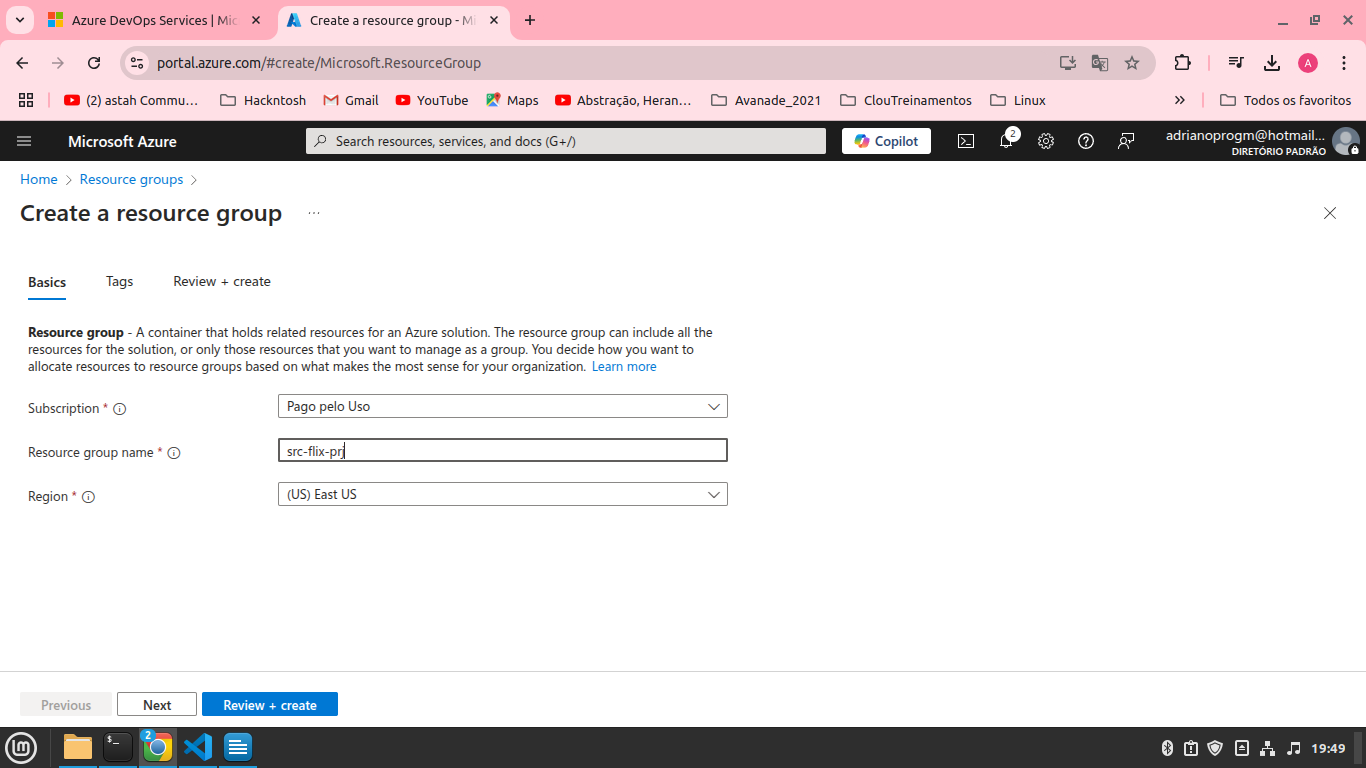 Azure DevOps Services | Mic
Create a resource group - Mi
portal.azure.com/#create/Microsoft.ResourceGroup
A
(2) astah Commu…
Hackntosh
Gmail
YouTube
Maps
Abstração, Heran…
Avanade_2021
ClouTreinamentos
Linux
Todos os favoritos
Microsoft Azure
Search resources, services, and docs (G+/)
Copilot
2
adrianoprogm@hotmail...
DIRETÓRIO PADRÃO
Home > Resource groups >
Create a resource group ...
Basics
Tags
Review + create
Resource group - A container that holds related resources for an Azure solution. The resource group can include all the
resources for the solution, or only those resources that you want to manage as a group. You decide how you want to
allocate resources to resource groups based on what makes the most sense for your organization. Learn more
Subscription *
Pago pelo Uso
Resource group name *
src-flix-prj
Region *
(US) East US
Previous
Next
Review + create
2
19:49